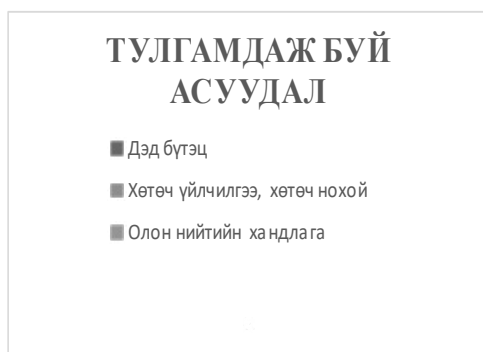 ТУЛГАМДАЖ БУЙ
АСУУДАЛ
Дэд бүтэц
Хөтөч үйлчилгээ, хөтөч нохой
Олон нийтийн хандлага